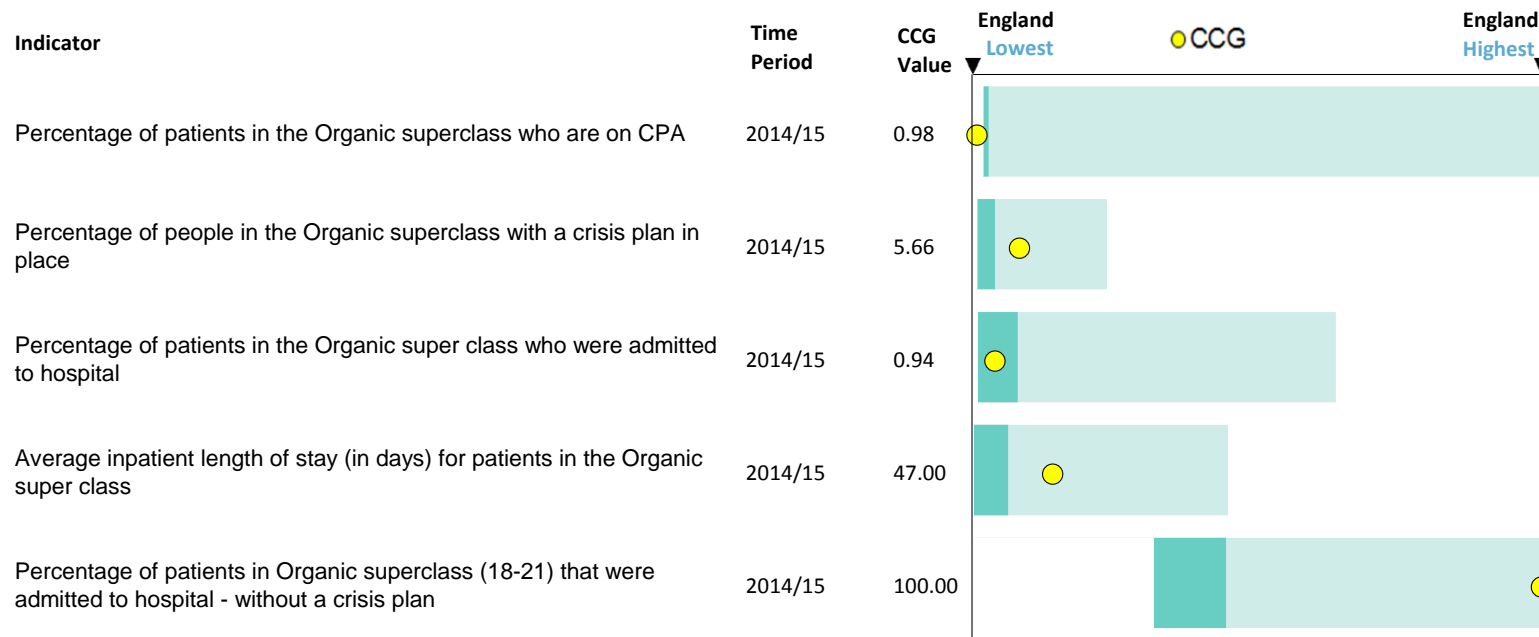 Indicator
Time
Period
CCG
Value
England
Lowest
CCG
England
Highest
Percentage of patients in the Organic superclass who are on CPA 2014/15 0.98
Percentage of people in the Organic superclass with a crisis plan in
place
2014/15 5.66
Percentage of patients in the Organic super class who were admitted
to hospital
2014/15 0.94
Average inpatient length of stay (in days) for patients in the Organic
super class
2014/15 47.00
Percentage of patients in Organic superclass (18-21) that were
admitted to hospital - without a crisis plan
2014/15 100.00